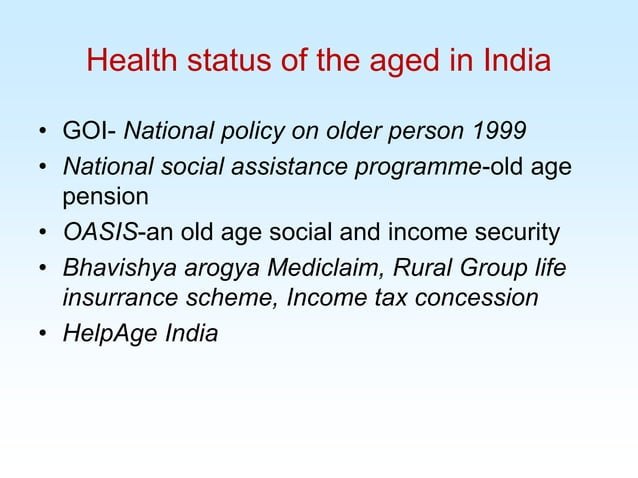 Health status of the aged in India
• GOI- National policy on older person 1999
• National social assistance programme-old age
pension
• OASIS-an old age social and income security
• Bhavishya arogya Mediclaim, Rural Group life
insurrance scheme, Income tax concession
• HelpAge India